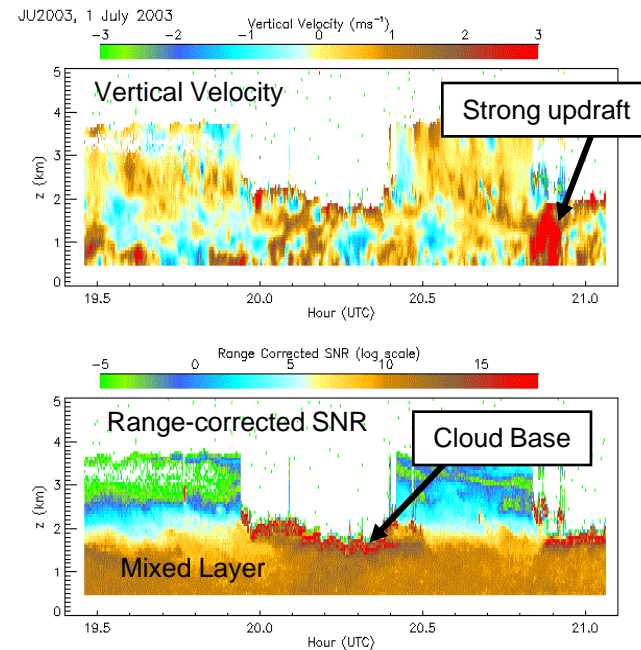 JU2003, 1 July 2003
Vertical Velocity (ms⁻¹)
−3 −2 −1 0 1 2 3
5
4
3
2
1
0
z (km)
Vertical Velocity
Strong updraft
19.5 20.0 20.5 21.0
Hour (UTC)
Range Corrected SNR (log scale)
−5 0 5 10 15
5
4
3
2
1
0
z (km)
Range-corrected SNR
Cloud Base
Mixed Layer
19.5 20.0 20.5 21.0
Hour (UTC)